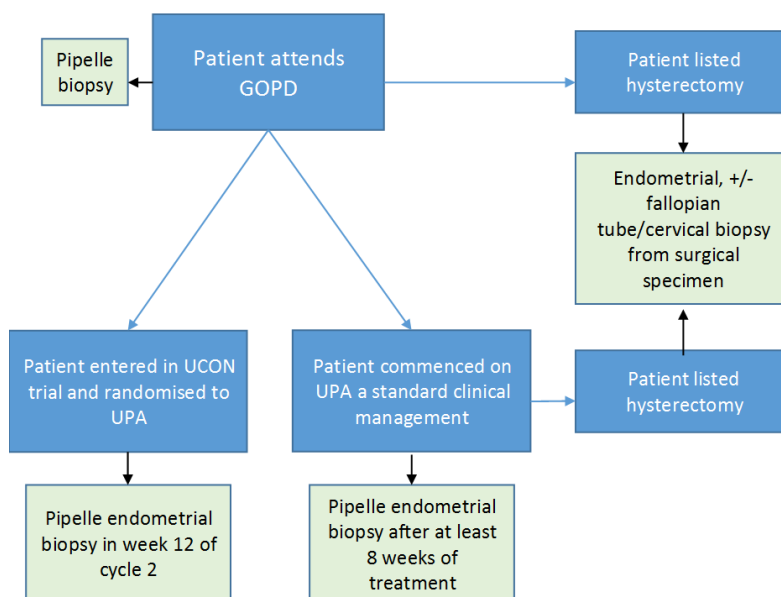 Pipelle
biopsy
Patient attends
GOPD
Patient listed
hysterectomy
Endometrial, +/-
fallopian
tube/cervical biopsy
from surgical
specimen
Patient entered in UCON
trial and randomised to
UPA
Patient commenced on
UPA a standard clinical
management
Patient listed
hysterectomy
Pipelle endometrial
biopsy in week 12 of
cycle 2
Pipelle endometrial
biopsy after at least
8 weeks of
treatment